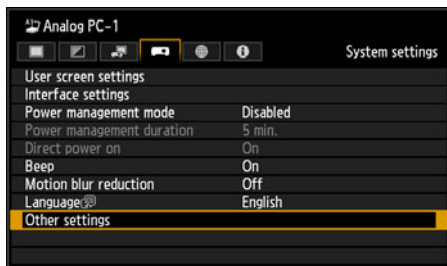 Analog PC-1
System settings
User screen settings
Interface settings
Power management mode Disabled
Power management duration 5 min.
Direct power on On
Beep On
Motion blur reduction Off
Language English
Other settings